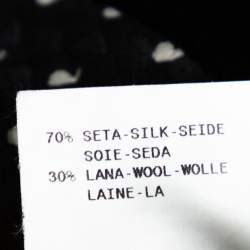 70% SETA-SILK-SEIDE
SOIE-SEDA
30% LANA-WOOL-WOLLE
LAINE-LA